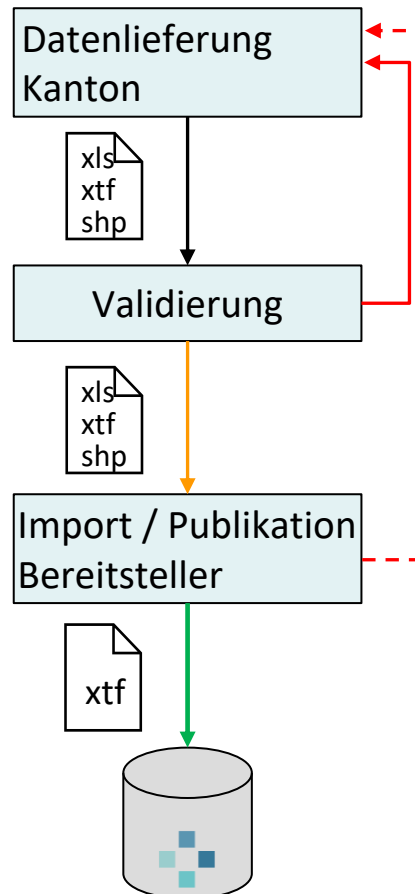 Datenlieferung
Kanton
xls
xtf
shp
Validierung
xls
xtf
shp
Import / Publikation
Bereitsteller
xtf